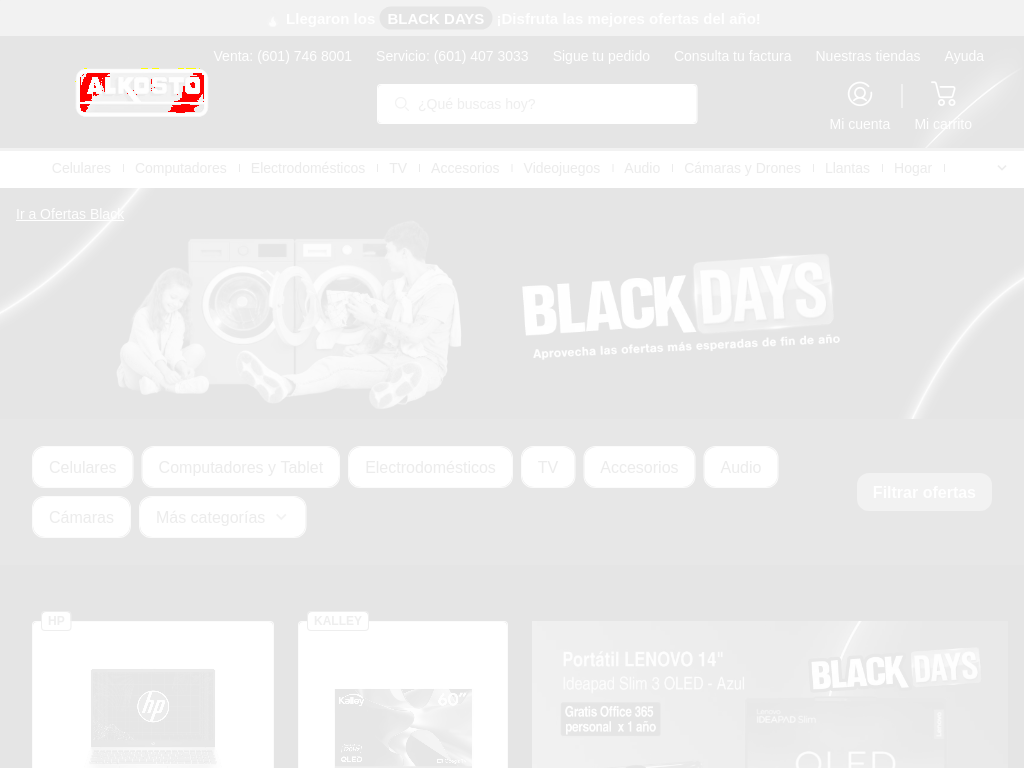 Llegaron los BLACK DAYS ¡Disfruta las mejores ofertas del año!
Venta: (601) 746 8001 Servicio: (601) 407 3033 Sigue tu pedido Consulta tu factura Nuestras tiendas Ayuda
ALKOSTO
¿Qué buscas hoy?
Mi cuenta Mi carrito
Celulares Computadores Electrodomésticos TV Accesorios Videojuegos Audio Cámaras y Drones Llantas Hogar
Ir a Ofertas Black
BLACK DAYS
Aprovecha las ofertas más esperadas de fin de año
Celulares Computadores y Tablet Electrodomésticos TV Accesorios Audio
Filtrar ofertas
Cámaras Más categorías
HP KALLEY
Portátil LENOVO 14"
Ideapad Slim 3 OLED - Azul
BLACK DAYS
Gratis Office 365
personal x 1 año
hp
Kalley 60"
QLED
IDEAPAD Slim
OLED